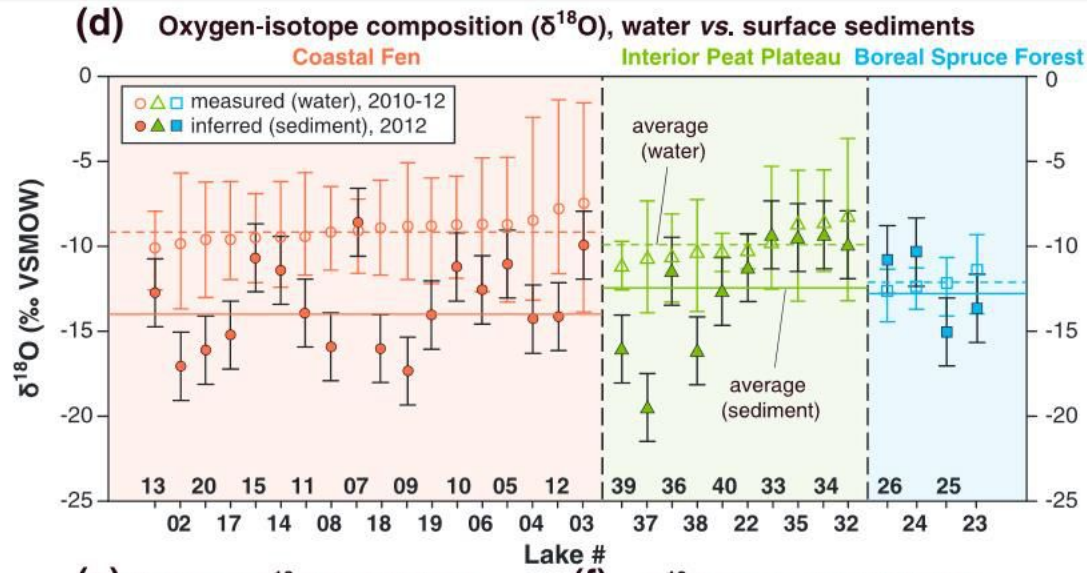 (d) Oxygen-isotope composition (δ¹⁸O), water vs. surface sediments
Coastal Fen
Interior Peat Plateau
Boreal Spruce Forest
measured (water), 2010-12
inferred (sediment), 2012
average
(water)
average
(sediment)
δ¹⁸O (‰ VSMOW)
0
-5
-10
-15
-20
-25
0
-5
-10
-15
-20
-25
13 20 15 11 07 09 10 05 12 39 36 40 33 34 26 25
02 17 14 08 18 19 06 04 03 37 38 22 35 32 24 23
Lake #